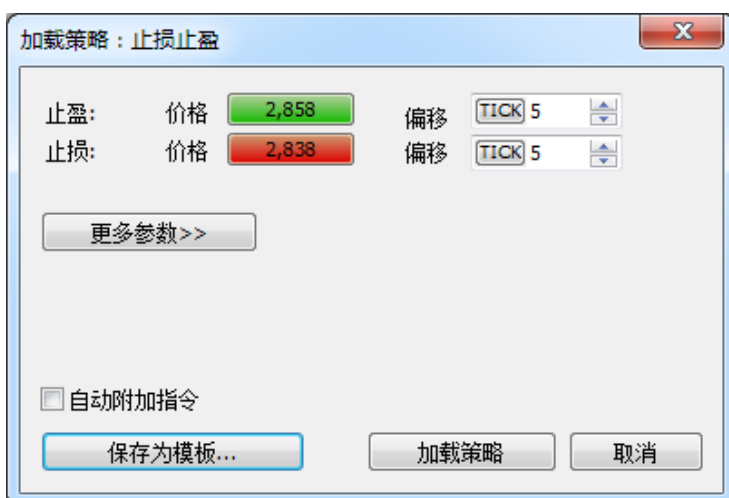 加载策略：止损止盈
止盈: 价格 2,858 偏移 TICK 5
止损: 价格 2,838 偏移 TICK 5
更多参数>>
自动附加指令
保存为模板... 加载策略 取消